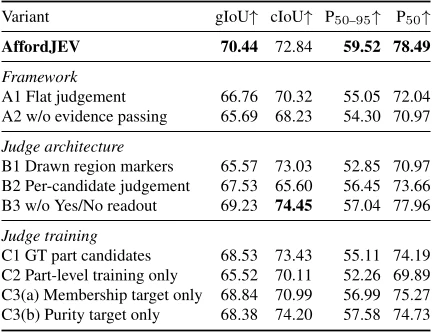 Variant gIoU↑ cIoU↑ P50–95↑ P50↑
AffordJEV 70.44 72.84 59.52 78.49
Framework
A1 Flat judgement 66.76 70.32 55.05 72.04
A2 w/o evidence passing 65.69 68.23 54.30 70.97
Judge architecture
B1 Drawn region markers 65.57 73.03 52.85 70.97
B2 Per-candidate judgement 67.53 65.60 56.45 73.66
B3 w/o Yes/No readout 69.23 74.45 57.04 77.96
Judge training
C1 GT part candidates 68.53 73.43 55.11 74.19
C2 Part-level training only 65.52 70.11 52.26 69.89
C3(a) Membership target only 68.84 70.99 56.99 75.27
C3(b) Purity target only 68.38 74.20 57.58 74.73